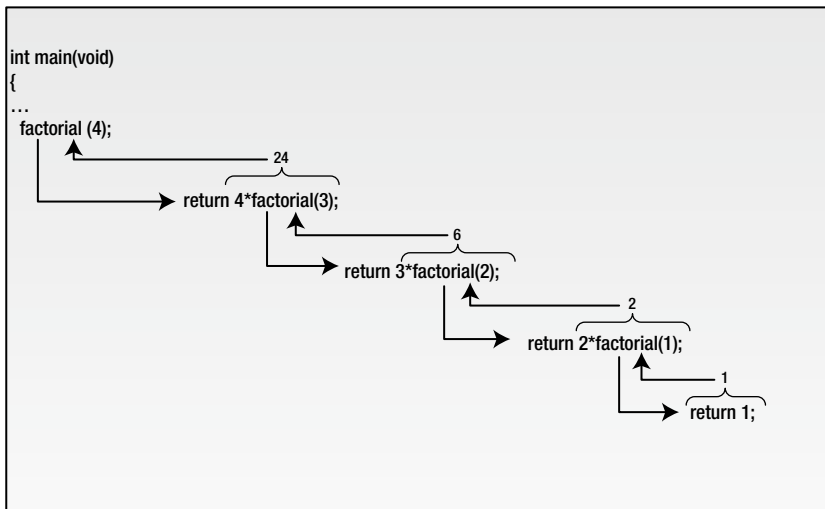 int main(void)
{
...
factorial (4);
24
return 4*factorial(3);
6
return 3*factorial(2);
2
return 2*factorial(1);
1
return 1;